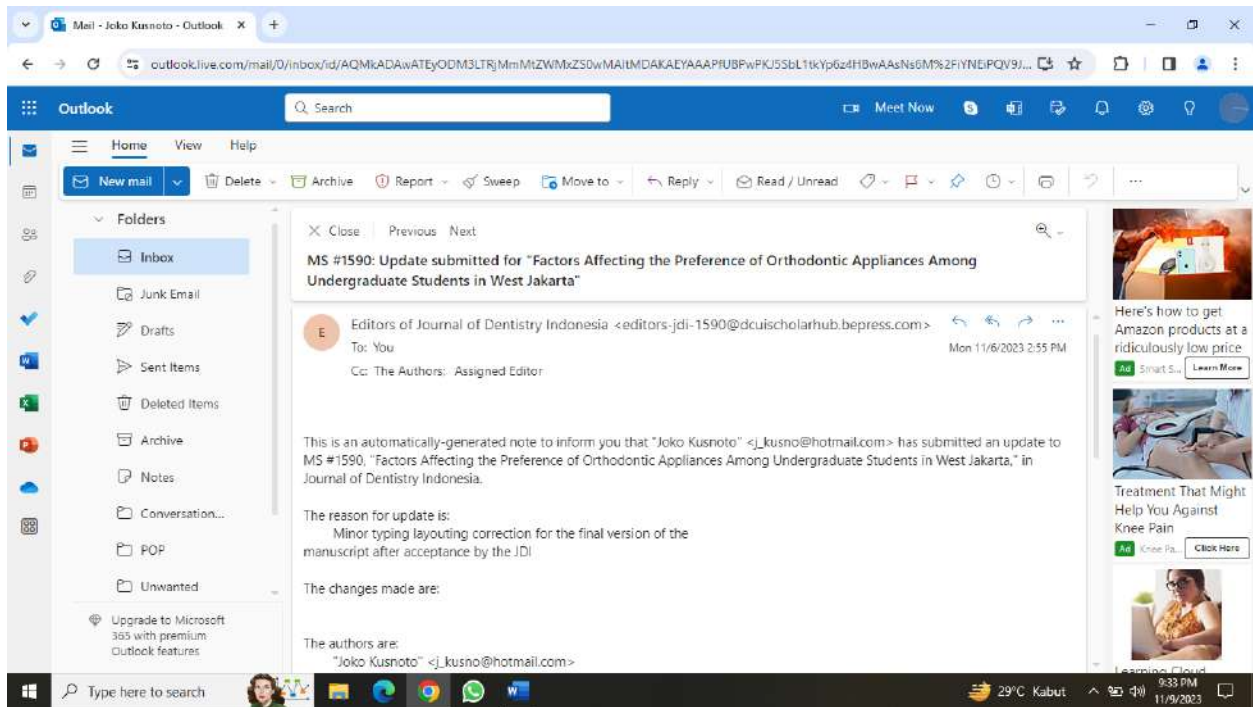 Mail - Joko Kusnoto - Outlook
Outlook
Search
Meet Now
Home View Help
New mail Delete Archive Report Sweep Move to Reply Read / Unread
Folders
Inbox
Junk Email
Drafts
Sent Items
Deleted Items
Archive
Notes
Conversation...
POP
Unwanted
Upgrade to Microsoft
365 with premium
Outlook features
Close Previous Next
MS #1590: Update submitted for "Factors Affecting the Preference of Orthodontic Appliances Among
Undergraduate Students in West Jakarta"
E
Editors of Journal of Dentistry Indonesia <editors-jdi-1590@dcuischolarhub.bepress.com>
To: You
Mon 11/6/2023 2:55 PM
Cc: The Authors; Assigned Editor
This is an automatically-generated note to inform you that "Joko Kusnoto" <j_kusno@hotmail.com> has submitted an update to
MS #1590, "Factors Affecting the Preference of Orthodontic Appliances Among Undergraduate Students in West Jakarta," in
Journal of Dentistry Indonesia.
The reason for update is:
Minor typing layouting correction for the final version of the
manuscript after acceptance by the JDI
The changes made are:
The authors are:
"Joko Kusnoto" <j_kusno@hotmail.com>
Here's how to get
Amazon products at a
ridiculously low price
Ad Smart S... Learn More
Treatment That Might
Help You Against
Knee Pain
Ad Knee Pa... Click Here
Learning Cloud
Type here to search
29°C Kabut
9:33 PM
11/9/2023